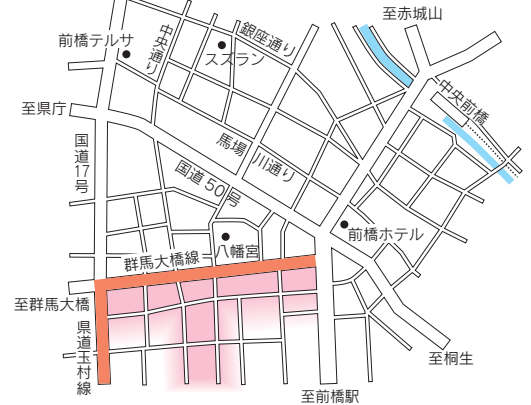 至赤城山
前橋テルサ
中央通り
スズラン
銀座通り
中央前橋
至県庁
国道17号
馬場川通り
国道50号
前橋ホテル
八幡宮
群馬大橋線
至群馬大橋
県道玉村線
至桐生
至前橋駅